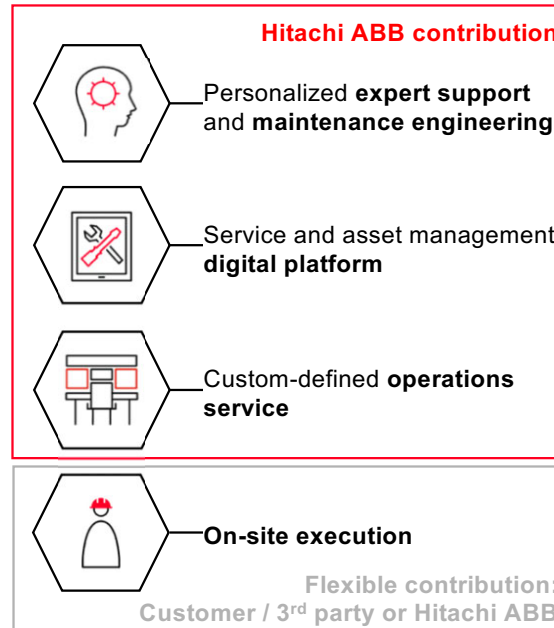 Hitachi ABB contribution
Personalized expert support
and maintenance engineering
Service and asset management
digital platform
Custom-defined operations
service
On-site execution
Flexible contribution:
Customer / 3rd party or Hitachi ABB